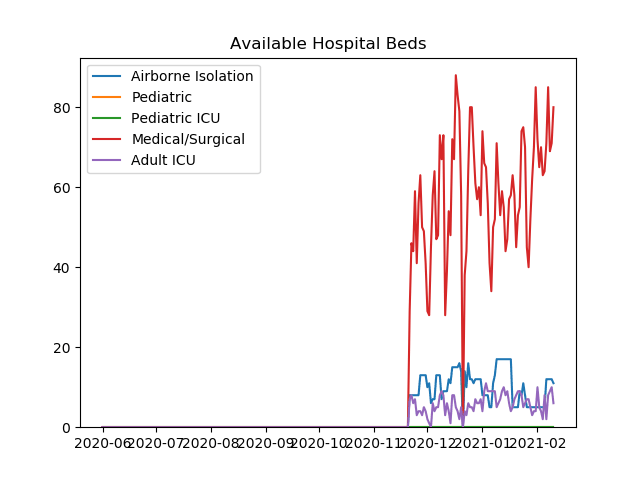 Available Hospital Beds
Airborne Isolation
Pediatric
Pediatric ICU
Medical/Surgical
Adult ICU
80
60
40
20
0
2020-06 2020-07 2020-08 2020-09 2020-10 2020-11 2020-12 2021-01 2021-02